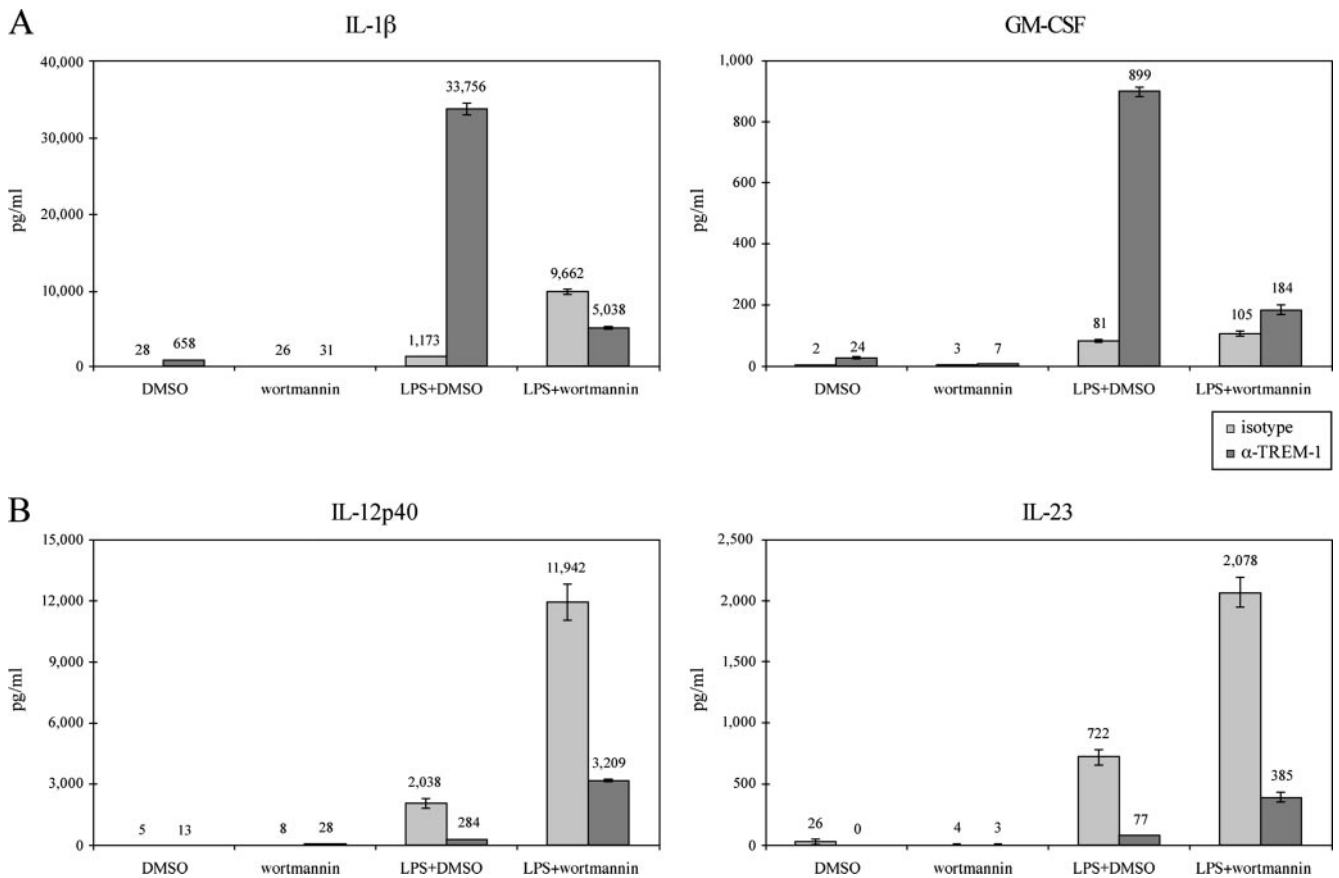 A
IL-1β
40,000
30,000
20,000
10,000
0
pg/ml
28
658
26
31
1,173
33,756
9,662
5,038
DMSO
wortmannin
LPS+DMSO
LPS+wortmannin
GM-CSF
1,000
800
600
400
200
0
pg/ml
2
24
3
7
81
899
105
184
DMSO
wortmannin
LPS+DMSO
LPS+wortmannin
isotype
α-TREM-1
B
IL-12p40
15,000
12,000
9,000
6,000
3,000
0
pg/ml
5
13
8
28
2,038
284
11,942
3,209
DMSO
wortmannin
LPS+DMSO
LPS+wortmannin
IL-23
2,500
2,000
1,500
1,000
500
0
pg/ml
26
0
4
3
722
77
2,078
385
DMSO
wortmannin
LPS+DMSO
LPS+wortmannin